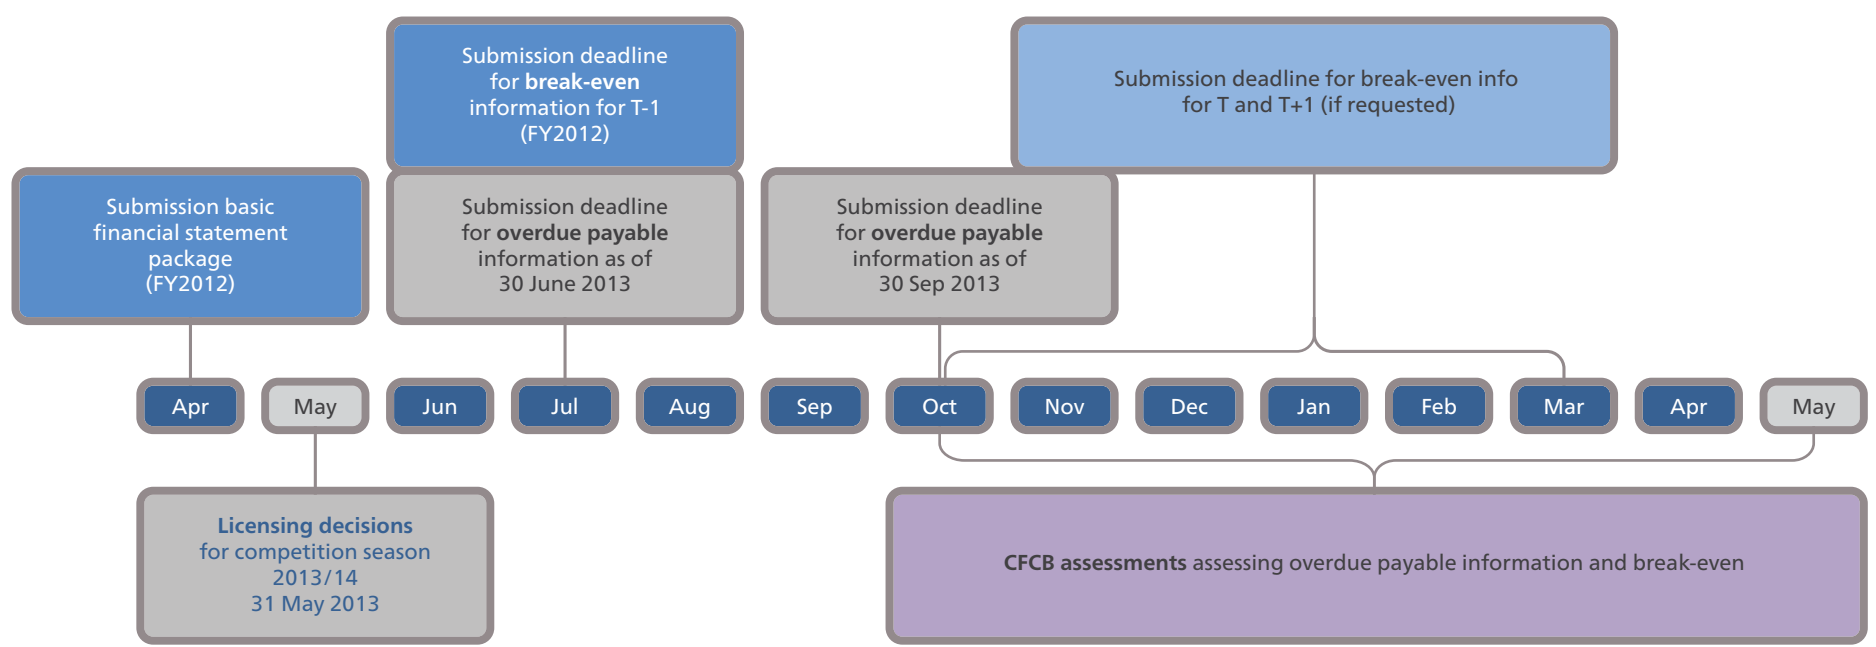 Submission deadline
for break-even
information for T-1
(FY2012)
Submission deadline for break-even info
for T and T+1 (if requested)
Submission basic
financial statement
package
(FY2012)
Submission deadline
for overdue payable
information as of
30 June 2013
Submission deadline
for overdue payable
information as of
30 Sep 2013
Apr
May
Jun
Jul
Aug
Sep
Oct
Nov
Dec
Jan
Feb
Mar
Apr
May
Licensing decisions
for competition season
2013/14
31 May 2013
CFCB assessments assessing overdue payable information and break-even